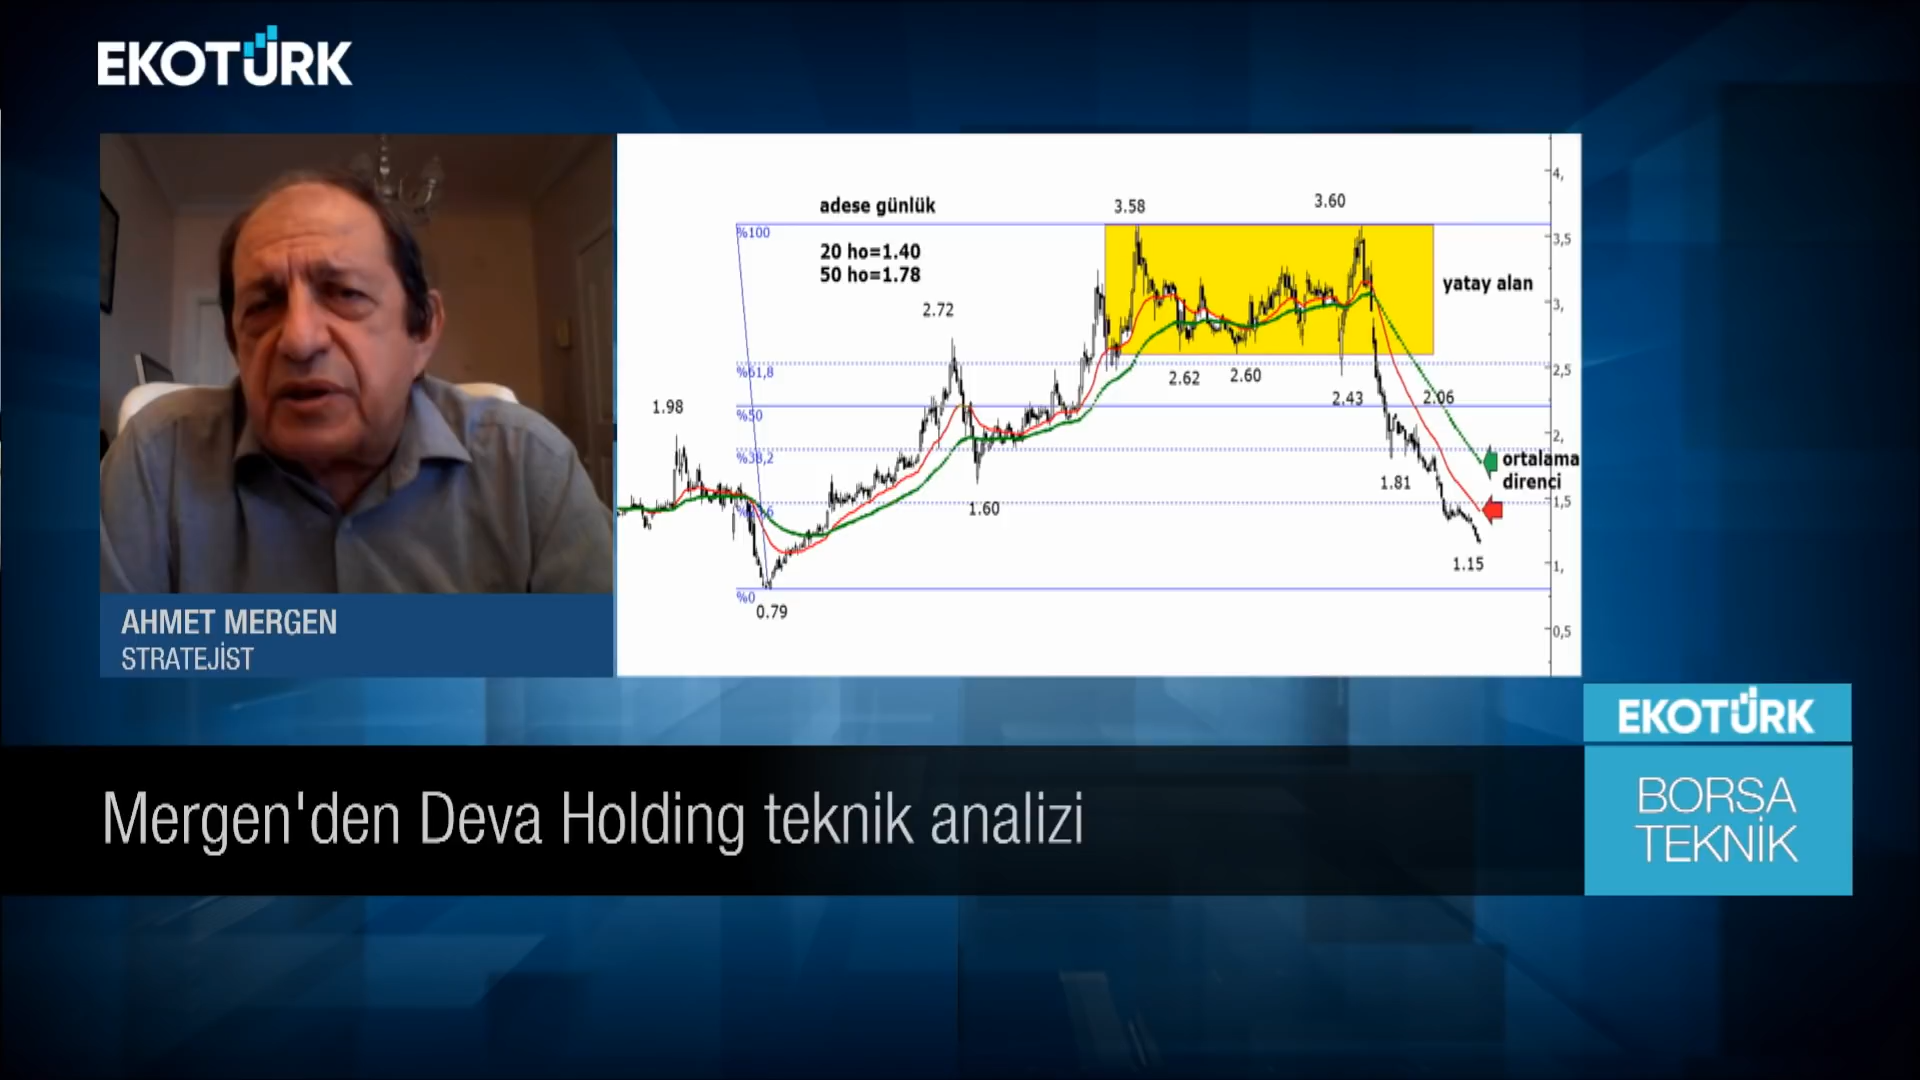 EKOTÜRK
adese günlük
20 ho=1.40
50 ho=1.78
3.58
3.60
yatay alan
2.72
1.98
2.62
2.60
2.43
2.06
1.81
1.60
1.15
0.79
ortalama
direnci
%100
%61,8
%50
%38,2
%0
4,
3,5
3,
2,5
2,
1,5
1,
0,5
AHMET MERGEN
STRATEJİST
EKOTÜRK
Mergen'den Deva Holding teknik analizi
BORSA
TEKNİK